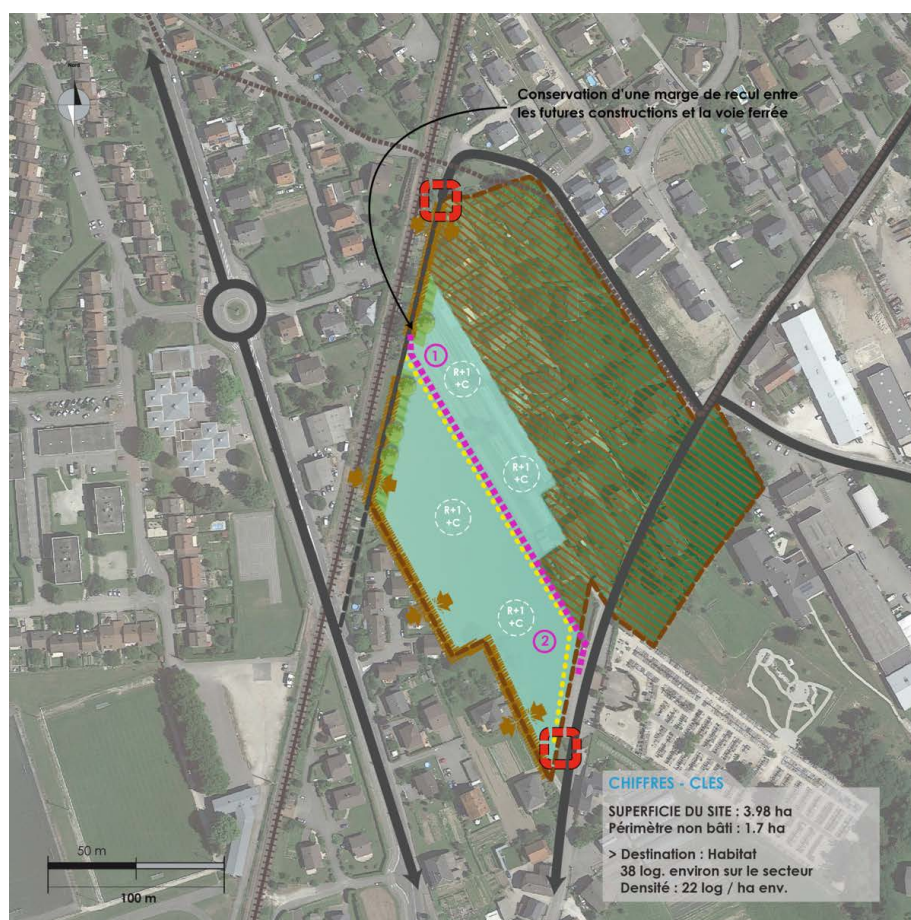 Nord
Conservation d'une marge de recul entre
les futures constructions et la voie ferrée
1
R+1
+C
R+1
+C
R+1
+C
R+1
+C
2
CHIFFRES - CLES
SUPERFICIE DU SITE : 3.98 ha
Périmètre non bâti : 1.7 ha
> Destination : Habitat
38 log. environ sur le secteur
Densité : 22 log / ha env.
50 m
100 m